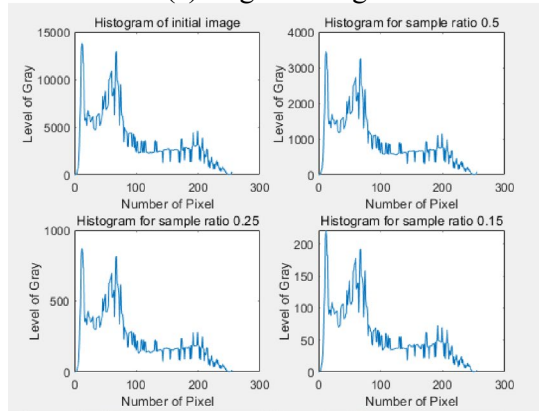 Histogram of initial image
15000
10000
5000
0
Level of Gray
0 100 200 300
Number of Pixel
Histogram for sample ratio 0.5
4000
3000
2000
1000
0
Level of Gray
0 100 200 300
Number of Pixel
Histogram for sample ratio 0.25
1000
500
0
Level of Gray
0 100 200 300
Number of Pixel
Histogram for sample ratio 0.15
200
150
100
50
0
Level of Gray
0 100 200 300
Number of Pixel